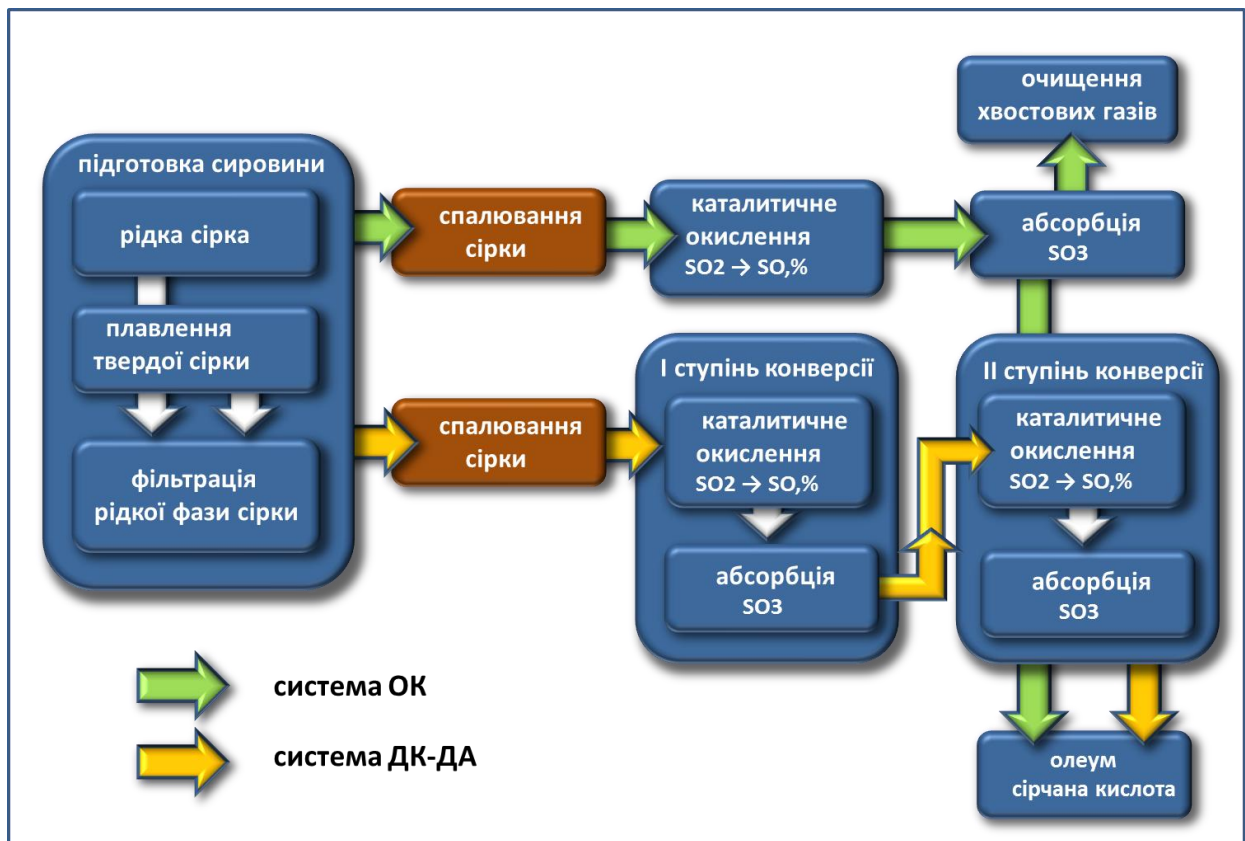 очищення
хвостових газів
підготовка сировини
рідка сірка
плавлення
твердої сірки
фільтрація
рідкої фази сірки
спалювання
сірки
каталитичне
окислення
SO2 → SO,%
абсорбція
SO3
спалювання
сірки
І ступінь конверсії
каталитичне
окислення
SO2 → SO,%
абсорбція
SO3
ІІ ступінь конверсії
каталитичне
окислення
SO2 → SO,%
абсорбція
SO3
система ОК
система ДК-ДА
олеум
сірчана кислота